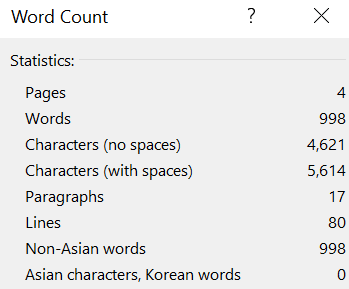 Word Count ?
Statistics:
Pages 4
Words 998
Characters (no spaces) 4,621
Characters (with spaces) 5,614
Paragraphs 17
Lines 80
Non-Asian words 998
Asian characters, Korean words 0